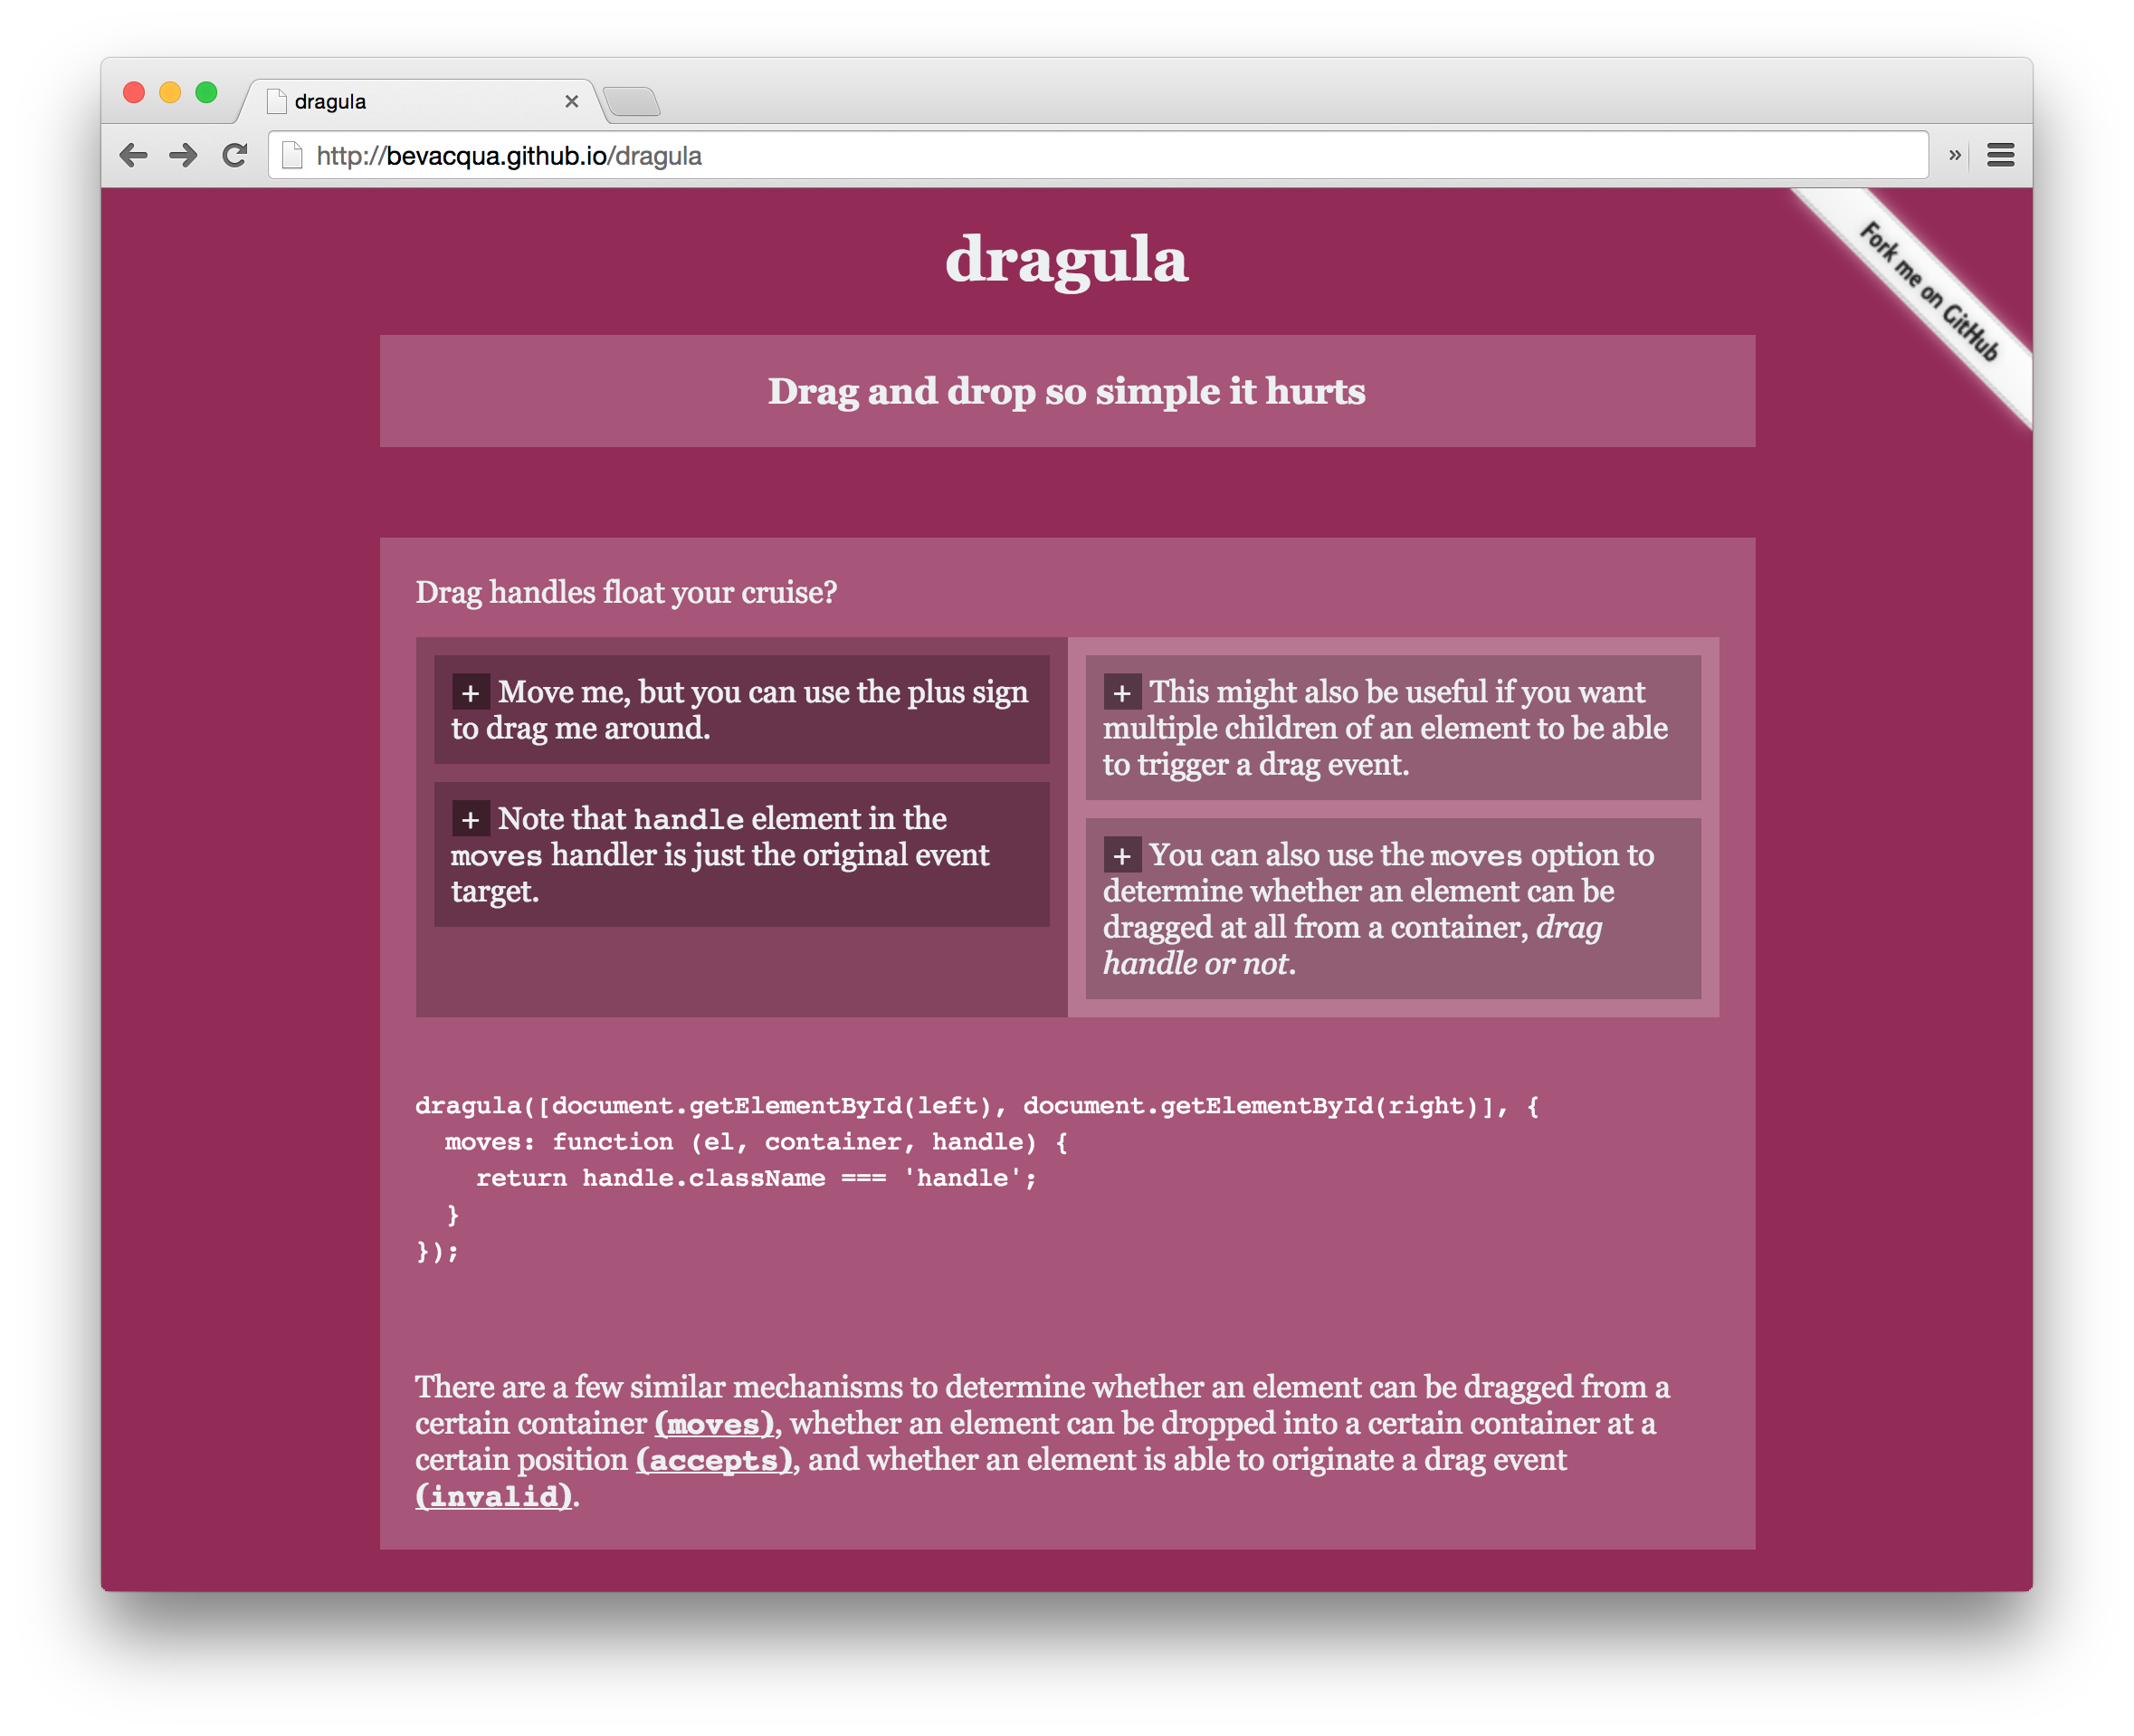 dragula
http://bevacqua.github.io/dragula
Fork me on GitHub
dragula
Drag and drop so simple it hurts
Drag handles float your cruise?
+ Move me, but you can use the plus sign
to drag me around.
+ Note that handle element in the
moves handler is just the original event
target.
+ This might also be useful if you want
multiple children of an element to be able
to trigger a drag event.
+ You can also use the moves option to
determine whether an element can be
dragged at all from a container, drag
handle or not.
dragula([document.getElementById(left), document.getElementById(right)], {
  moves: function (el, container, handle) {
    return handle.className === 'handle';
  }
});
There are a few similar mechanisms to determine whether an element can be dragged from a
certain container (moves), whether an element can be dropped into a certain container at a
certain position (accepts), and whether an element is able to originate a drag event
(invalid).